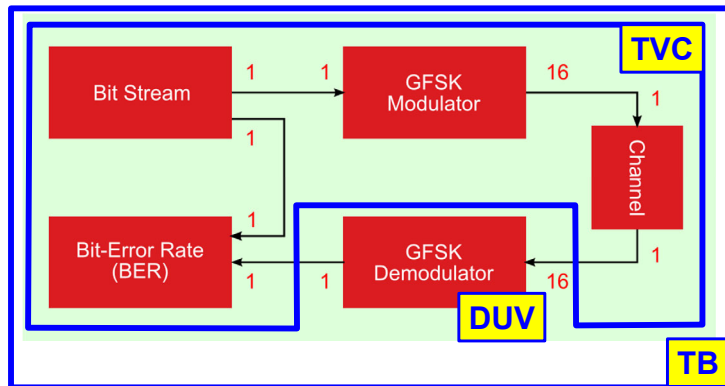 TVC
Bit Stream
1
1
GFSK
Modulator
16
1
1
Channel
1
Bit-Error Rate
(BER)
1
1
GFSK
Demodulator
16
1
DUV
TB